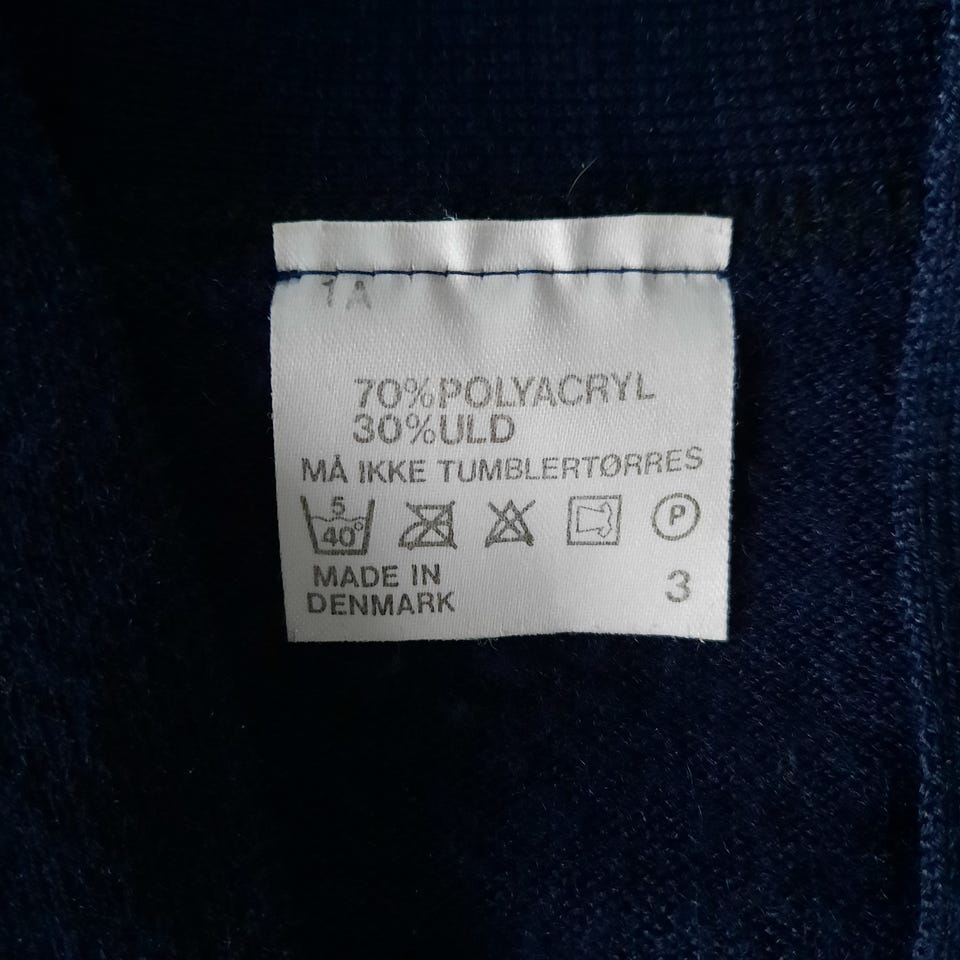 1A
70%POLYACRYL
30%ULD
MÅ IKKE TUMBLERTØRRES
5
40°
P
MADE IN
DENMARK
3